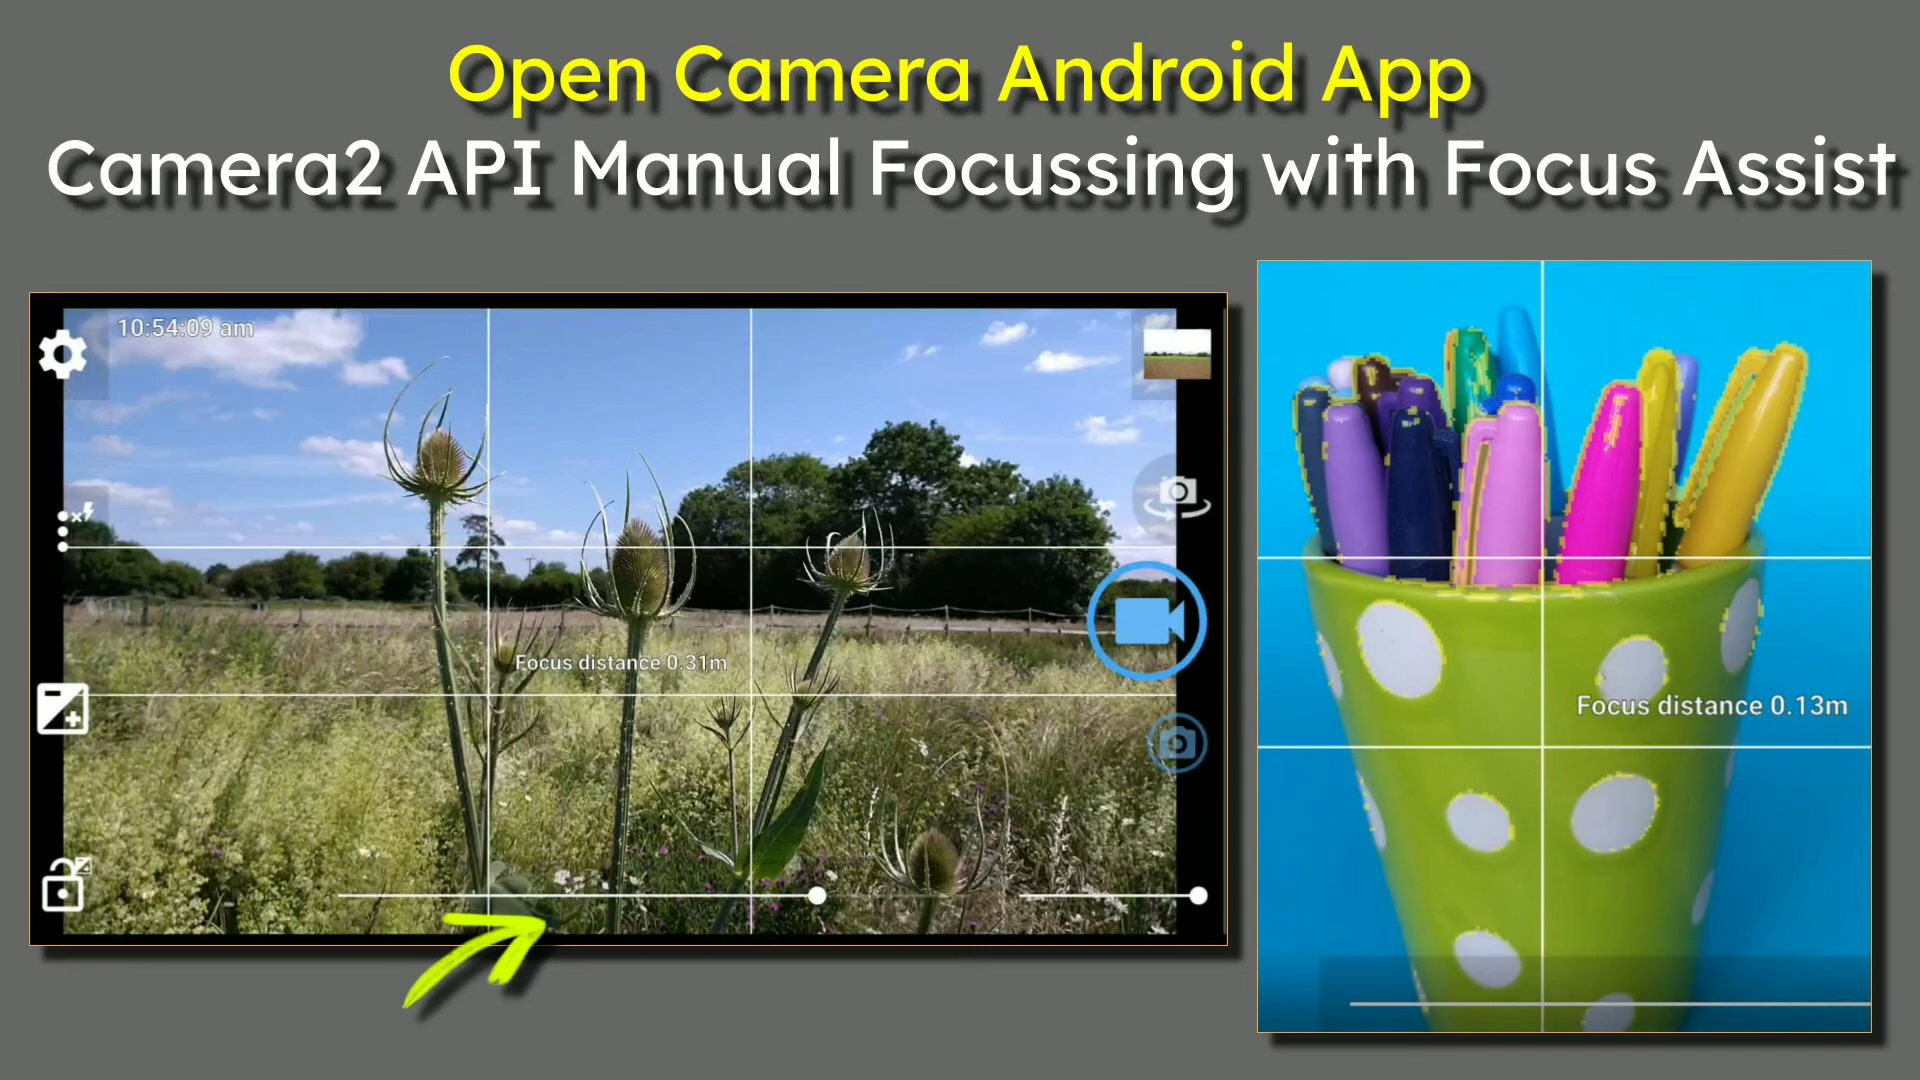 Open Camera Android App
Camera2 API Manual Focussing with Focus Assist
10:54:09 am
Focus distance 0.31m
Focus distance 0.13m